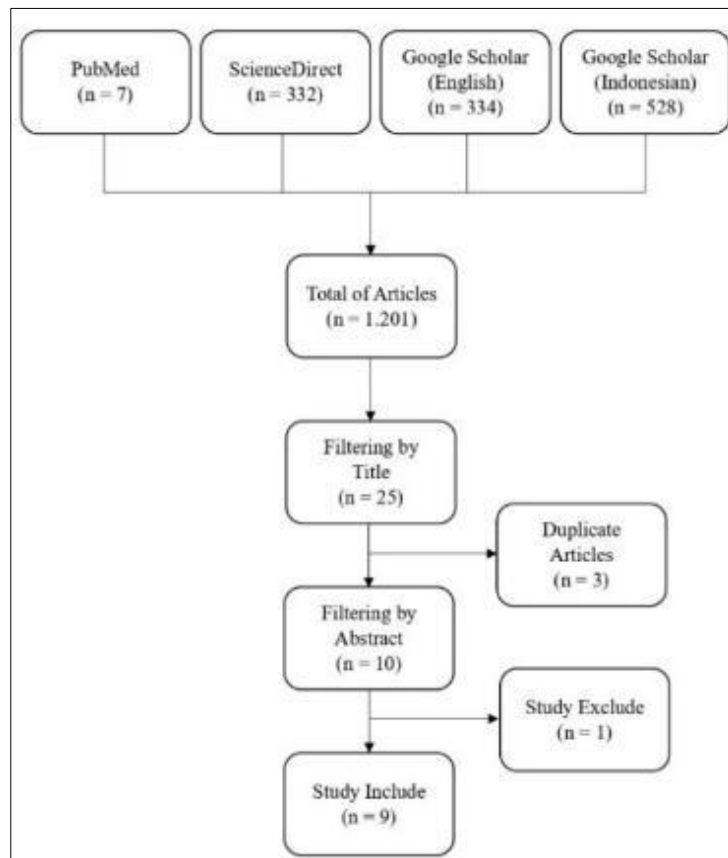 PubMed
(n = 7)
ScienceDirect
(n = 332)
Google Scholar
(English)
(n = 334)
Google Scholar
(Indonesian)
(n = 528)
Total of Articles
(n = 1.201)
Filtering by
Title
(n = 25)
Duplicate
Articles
(n = 3)
Filtering by
Abstract
(n = 10)
Study Exclude
(n = 1)
Study Include
(n = 9)